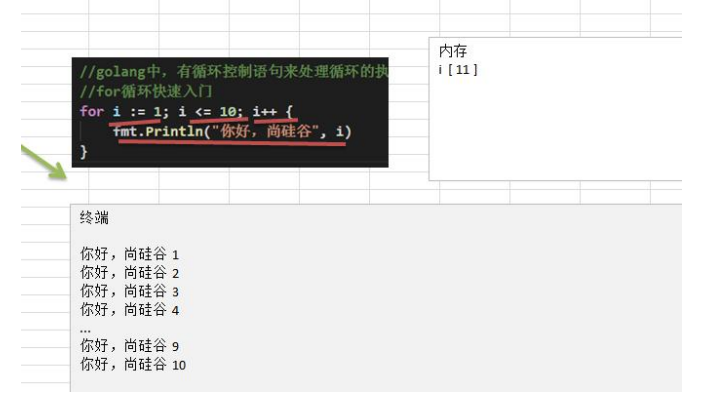 //golang中，有循环控制语句来处理循环的执
//for循环快速入门
for i := 1; i <= 10; i++ {
fmt.Println("你好，尚硅谷", i)
}
内存
i [ 11 ]
终端
你好，尚硅谷 1
你好，尚硅谷 2
你好，尚硅谷 3
你好，尚硅谷 4
...
你好，尚硅谷 9
你好，尚硅谷 10